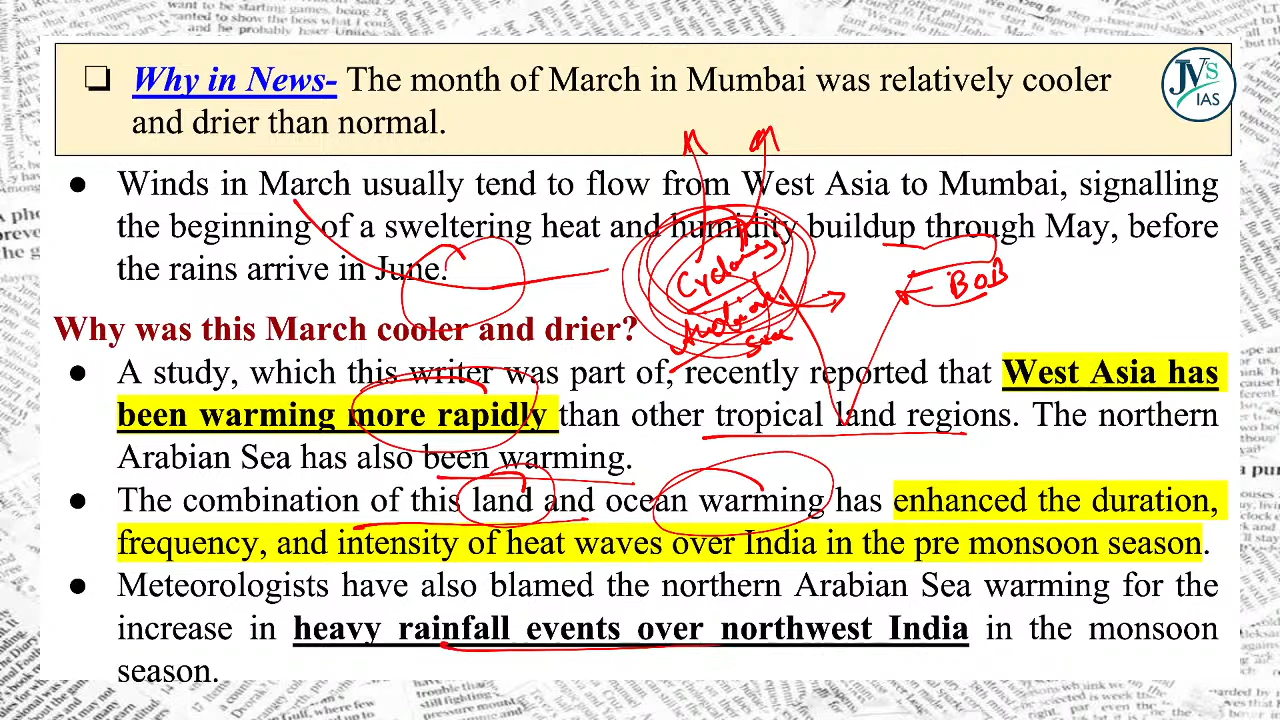 ❑ Why in News- The month of March in Mumbai was relatively cooler
and drier than normal.
JV'S
IAS
● Winds in March usually tend to flow from West Asia to Mumbai, signalling
the beginning of a sweltering heat and humidity buildup through May, before
the rains arrive in June.
BOB
Arabian
Sea
Why was this March cooler and drier?
● A study, which this writer was part of, recently reported that West Asia has
been warming more rapidly than other tropical land regions. The northern
Arabian Sea has also been warming.
● The combination of this land and ocean warming has enhanced the duration,
frequency, and intensity of heat waves over India in the pre monsoon season.
● Meteorologists have also blamed the northern Arabian Sea warming for the
increase in heavy rainfall events over northwest India in the monsoon
season.